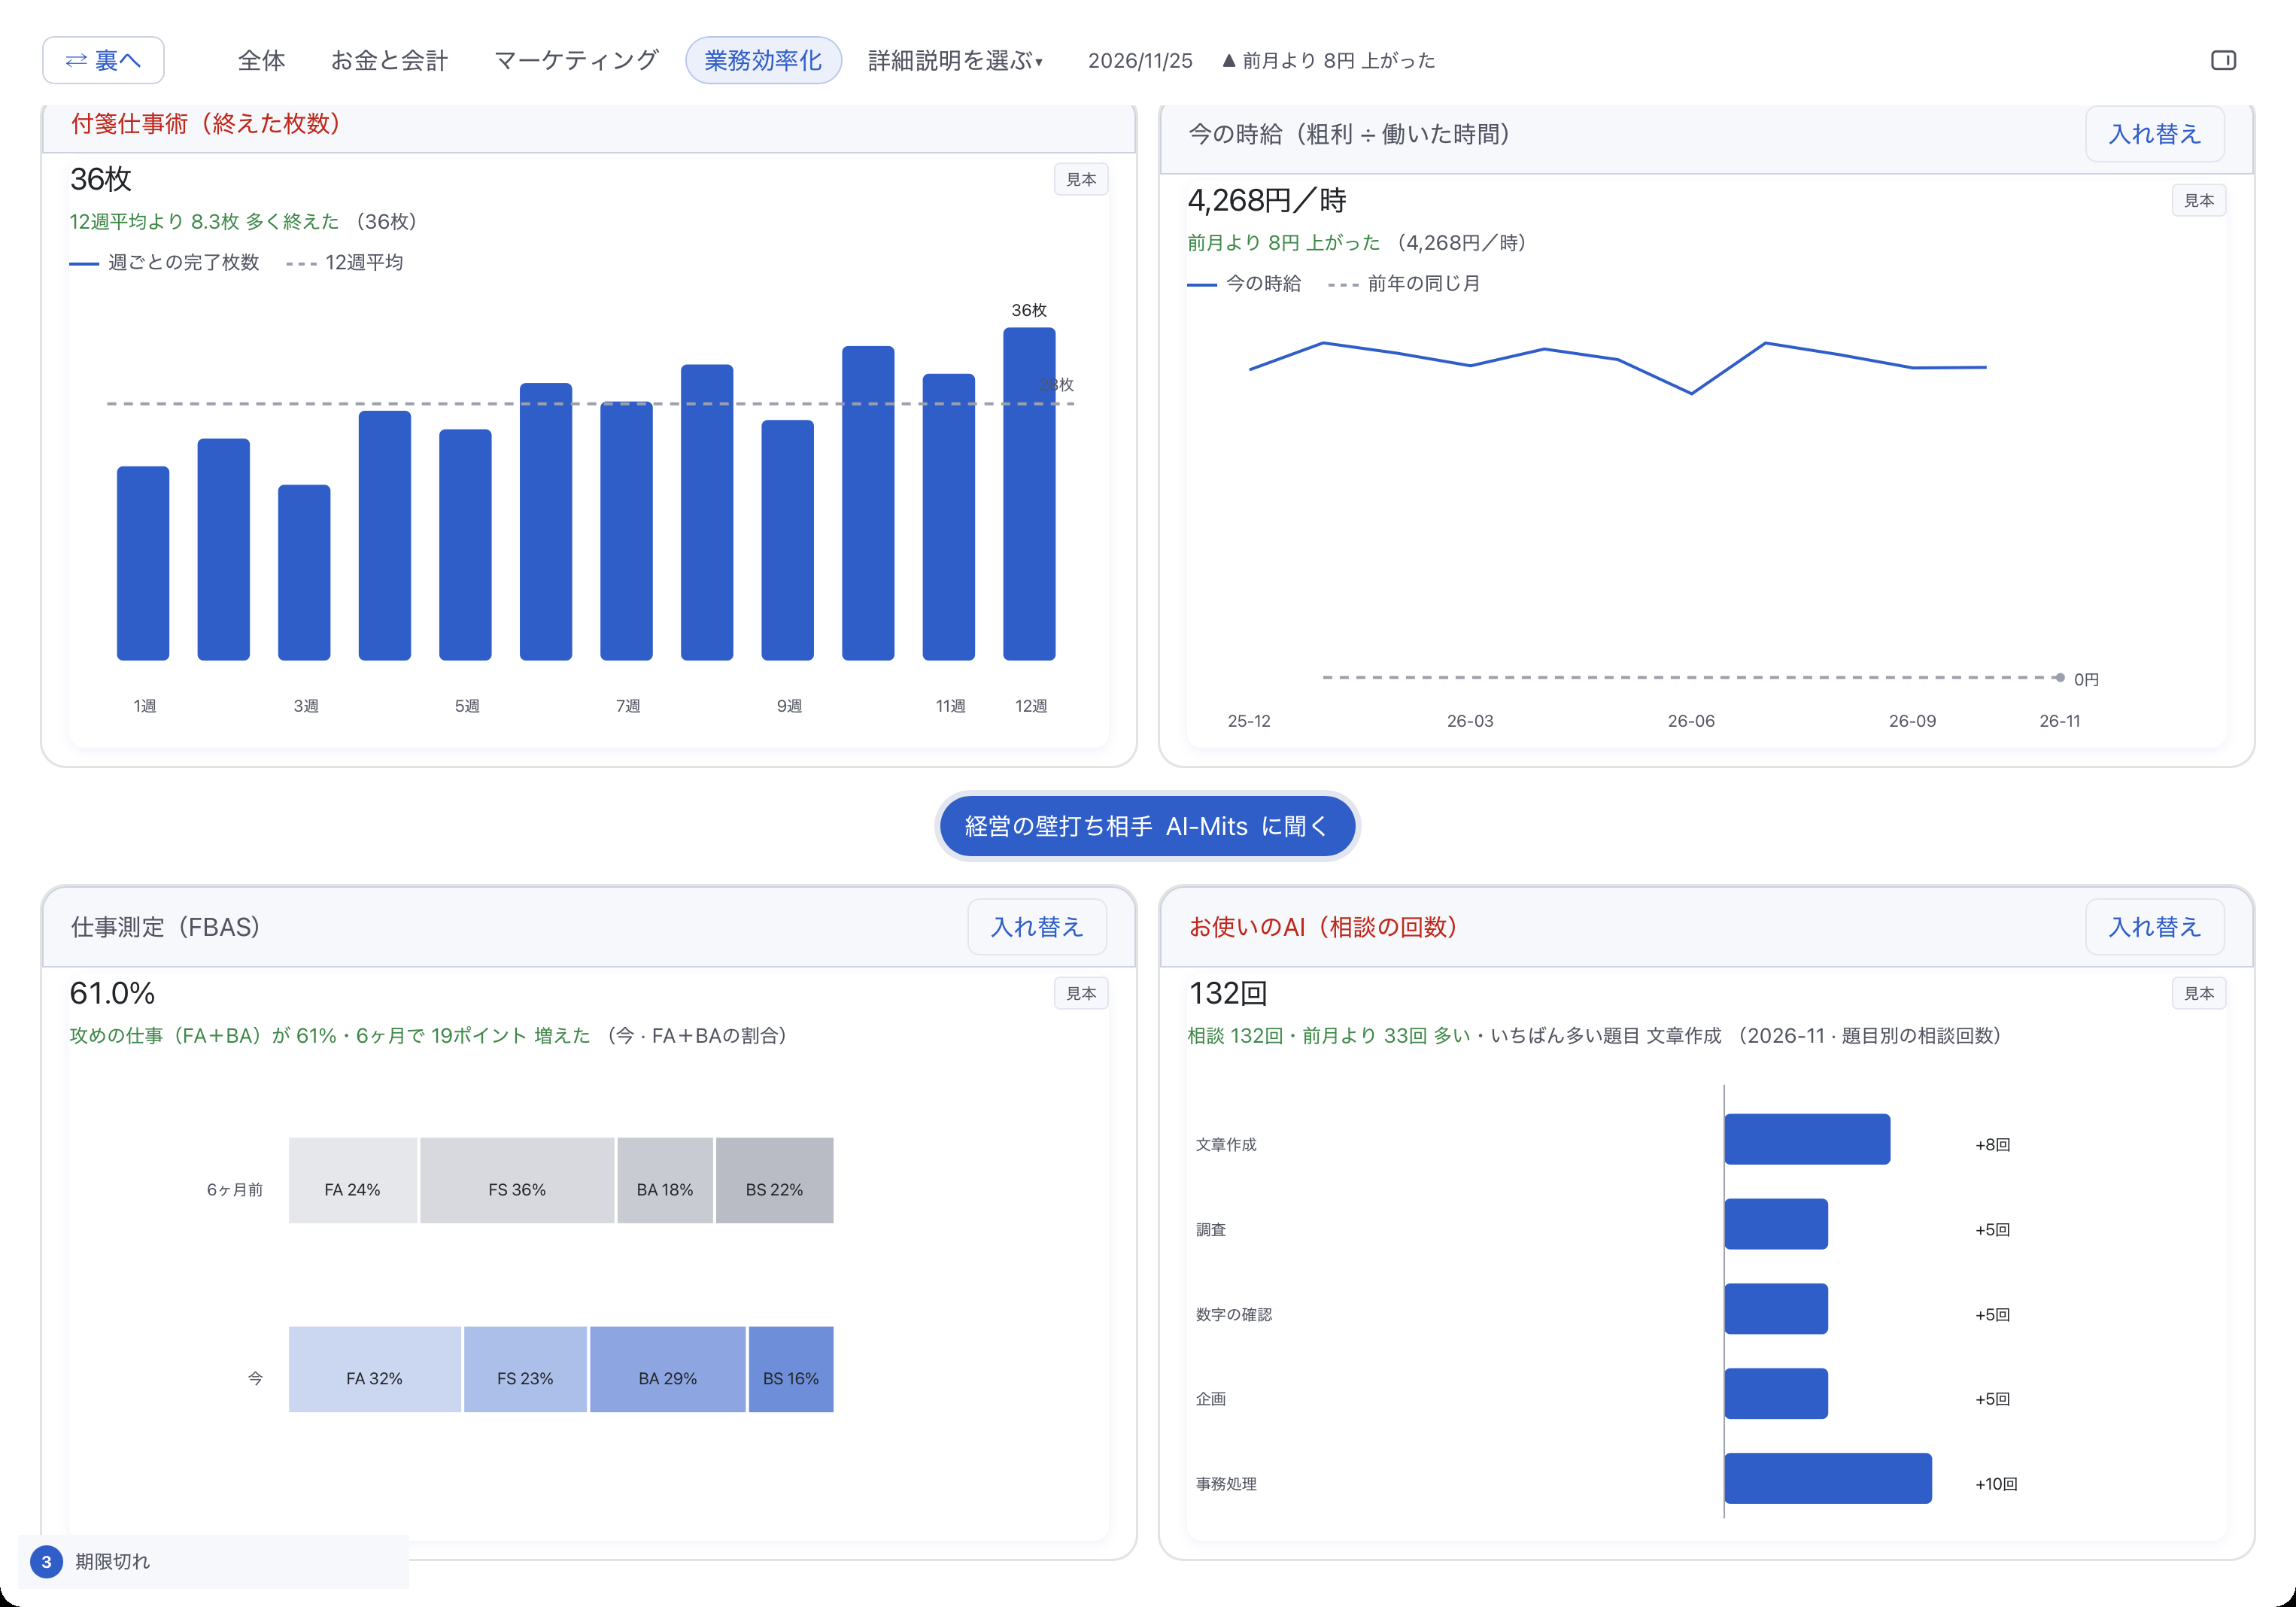 ⇄ 裏へ
全体
お金と会計
マーケティング
業務効率化
詳細説明を選ぶ▾
2026/11/25
▲ 前月より 8円 上がった
付箋仕事術（終えた枚数）
36枚
見本
12週平均より 8.3枚 多く終えた （36枚）
週ごとの完了枚数
12週平均
36枚
28枚
1週 3週 5週 7週 9週 11週 12週
今の時給（粗利 ÷ 働いた時間）
入れ替え
4,268円／時
見本
前月より 8円 上がった （4,268円／時）
今の時給
前年の同じ月
0円
25-12 26-03 26-06 26-09 26-11
経営の壁打ち相手 AI-Mits に聞く
仕事測定（FBAS）
入れ替え
61.0%
見本
攻めの仕事（FA＋BA）が 61%・6ヶ月で 19ポイント 増えた （今 · FA＋BAの割合）
6ヶ月前
FA 24% FS 36% BA 18% BS 22%
今
FA 32% FS 23% BA 29% BS 16%
お使いのAI（相談の回数）
入れ替え
132回
見本
相談 132回・前月より 33回 多い・いちばん多い題目 文章作成 （2026-11 · 題目別の相談回数）
文章作成 +8回
調査 +5回
数字の確認 +5回
企画 +5回
事務処理 +10回
3 期限切れ